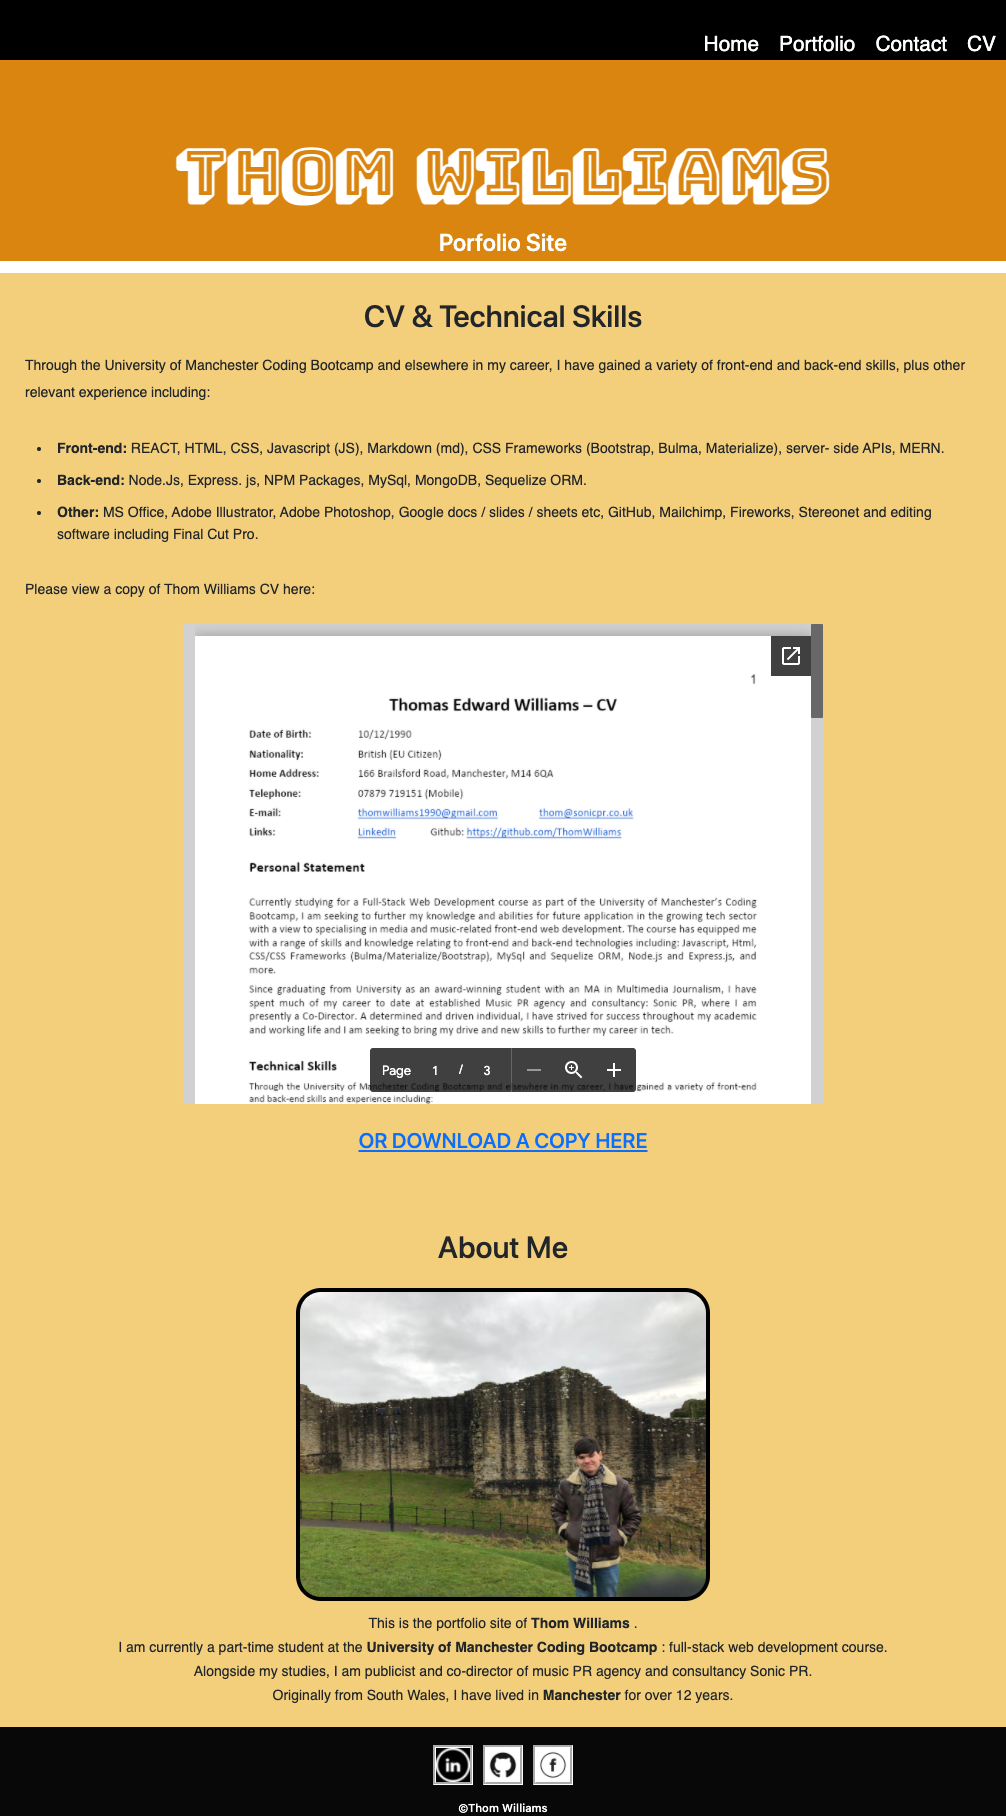 Home Portfolio Contact CV
THOM WILLIAMS
Porfolio Site
CV & Technical Skills
Through the University of Manchester Coding Bootcamp and elsewhere in my career, I have gained a variety of front-end and back-end skills, plus other
relevant experience including:
• Front-end: REACT, HTML, CSS, Javascript (JS), Markdown (md), CSS Frameworks (Bootstrap, Bulma, Materialize), server- side APIs, MERN.
• Back-end: Node.Js, Express. js, NPM Packages, MySql, MongoDB, Sequelize ORM.
• Other: MS Office, Adobe Illustrator, Adobe Photoshop, Google docs / slides / sheets etc, GitHub, Mailchimp, Fireworks, Stereonet and editing
software including Final Cut Pro.
Please view a copy of Thom Williams CV here:
1
Thomas Edward Williams – CV
Date of Birth: 10/12/1990
Nationality: British (EU Citizen)
Home Address: 166 Brailsford Road, Manchester, M14 6QA
Telephone: 07879 719151 (Mobile)
E-mail: thomwilliams1990@gmail.com thom@sonicpr.co.uk
Links: LinkedIn Github: https://github.com/ThomWilliams
Personal Statement
Currently studying for a Full-Stack Web Development course as part of the University of Manchester's Coding
Bootcamp, I am seeking to further my knowledge and abilities for future application in the growing tech sector
with a view to specialising in media and music-related front-end web development. The course has equipped me
with a range of skills and knowledge relating to front-end and back-end technologies including: Javascript, Html,
CSS/CSS Frameworks (Bulma/Materialize/Bootstrap), MySql and Sequelize ORM, Node.js and Express.js, and
more.
Since graduating from University as an award-winning student with an MA in Multimedia Journalism, I have
spent much of my career to date at established Music PR agency and consultancy: Sonic PR, where I am
presently a Co-Director. A determined and driven individual, I have strived for success throughout my academic
and working life and I am seeking to bring my drive and new skills to further my career in tech.
Technical Skills
Page 1 / 3
Through the University of Manchester Coding Bootcamp and elsewhere in my career, I have gained a variety of front-end
and back-end skills and experience including:
OR DOWNLOAD A COPY HERE
About Me
This is the portfolio site of Thom Williams .
I am currently a part-time student at the University of Manchester Coding Bootcamp : full-stack web development course.
Alongside my studies, I am publicist and co-director of music PR agency and consultancy Sonic PR.
Originally from South Wales, I have lived in Manchester for over 12 years.
in f
©Thom Williams